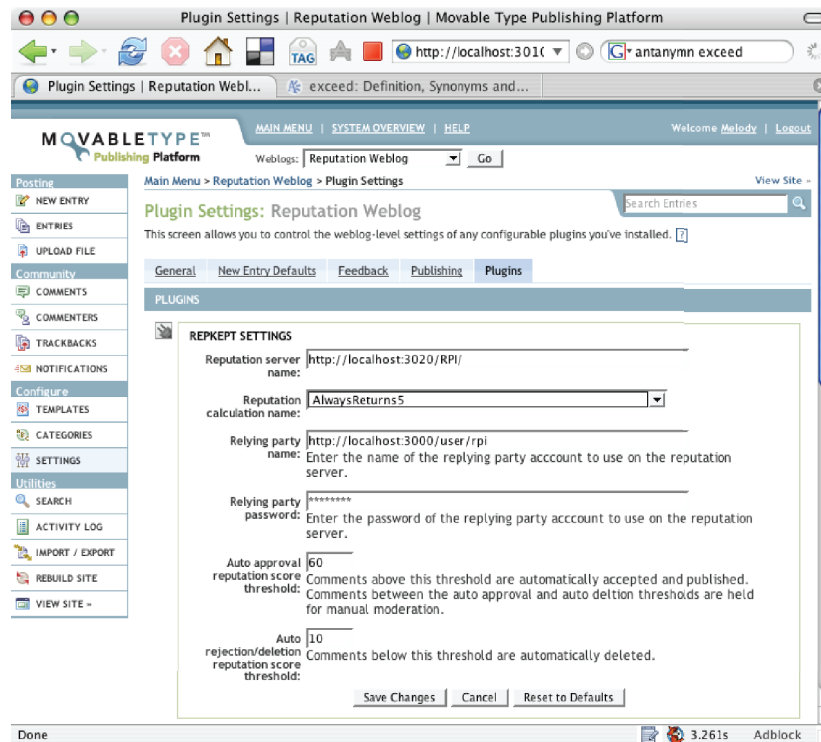 Plugin Settings | Reputation Weblog | Movable Type Publishing Platform
TAG
http://localhost:301(
G
antanymn exceed
Plugin Settings | Reputation Webl...
exceed: Definition, Synonyms and...
MOVABLETYPE™
Publishing Platform
MAIN MENU | SYSTEM OVERVIEW | HELP
Welcome Melody | Logout
Weblogs: Reputation Weblog Go
Posting
NEW ENTRY
ENTRIES
UPLOAD FILE
Community
COMMENTS
COMMENTERS
TRACKBACKS
NOTIFICATIONS
Configure
TEMPLATES
CATEGORIES
SETTINGS
Utilities
SEARCH
ACTIVITY LOG
IMPORT / EXPORT
REBUILD SITE
VIEW SITE »
Main Menu > Reputation Weblog > Plugin Settings
View Site »
Plugin Settings: Reputation Weblog
Search Entries
This screen allows you to control the weblog-level settings of any configurable plugins you've installed. [?]
General New Entry Defaults Feedback Publishing Plugins
PLUGINS
REPKEPT SETTINGS
Reputation server name:
http://localhost:3020/RPI/
Reputation calculation name:
AlwaysReturns5
Relying party name:
http://localhost:3000/user/rpi
Enter the name of the replying party acccount to use on the reputation
server.
Relying party password:
********
Enter the password of the replying party acccount to use on the reputation
server.
Auto approval reputation score threshold:
60
Comments above this threshold are automatically accepted and published.
Comments between the auto approval and auto deltion thresholds are held
for manual moderation.
Auto rejection/deletion reputation score threshold:
10
Comments below this threshold are automatically deleted.
Save Changes Cancel Reset to Defaults
Done
3.261s Adblock